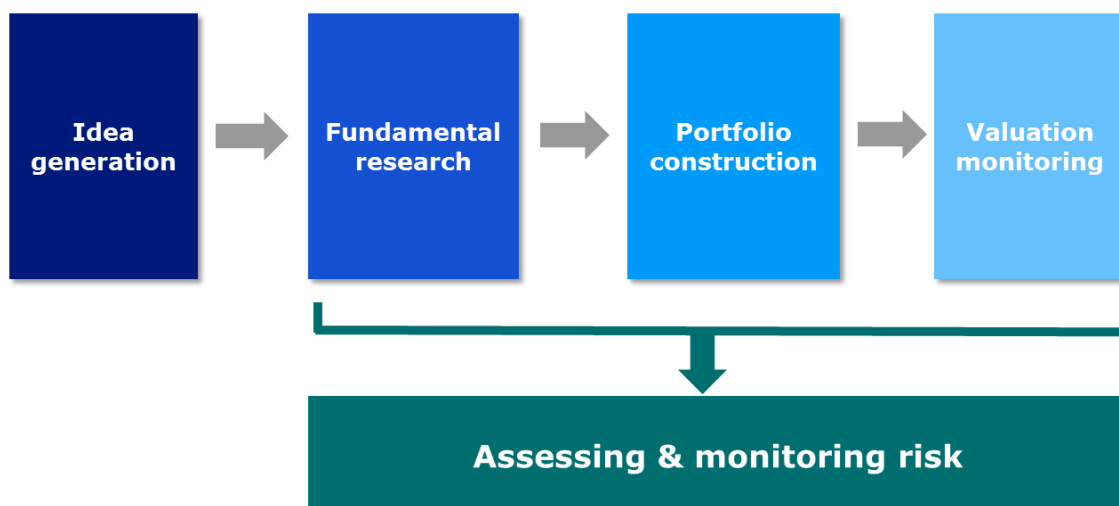 Idea
generation
Fundamental
research
Portfolio
construction
Valuation
monitoring
Assessing & monitoring risk